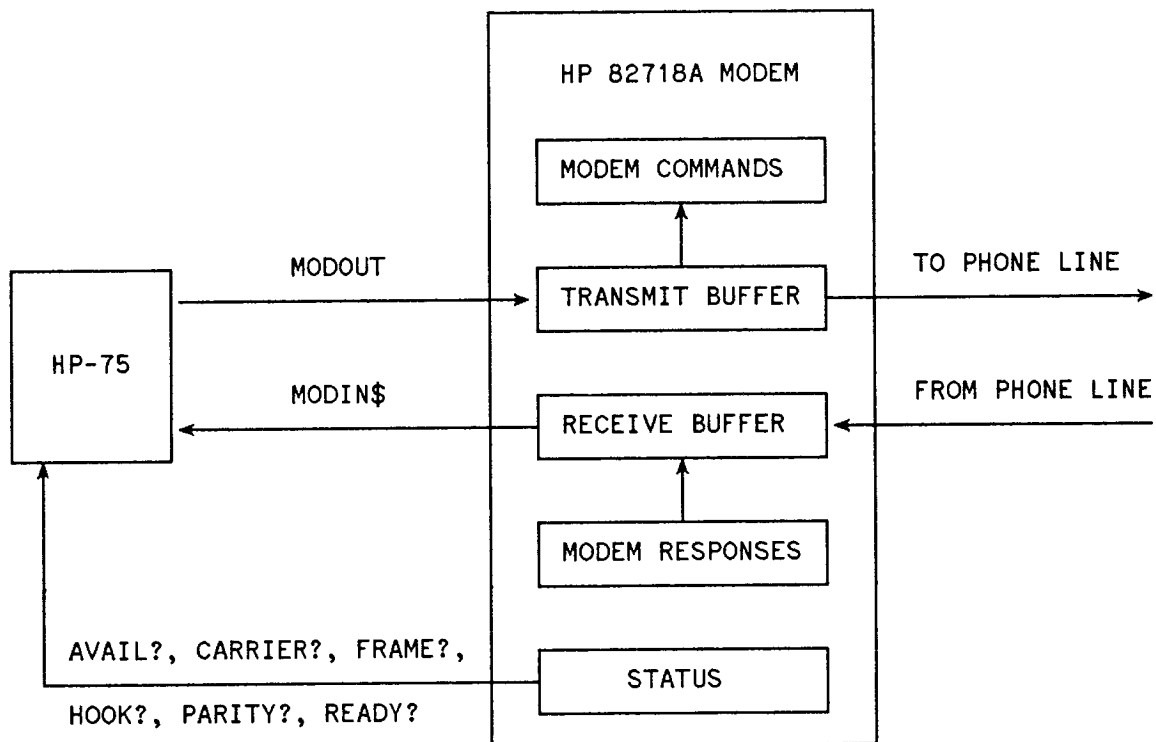 HP 82718A MODEM
MODEM COMMANDS
MODOUT
TRANSMIT BUFFER
TO PHONE LINE
HP-75
MODIN$
RECEIVE BUFFER
FROM PHONE LINE
MODEM RESPONSES
AVAIL?, CARRIER?, FRAME?,
HOOK?, PARITY?, READY?
STATUS